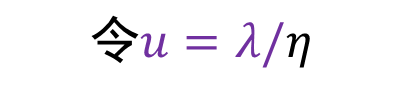 令u = λ/η